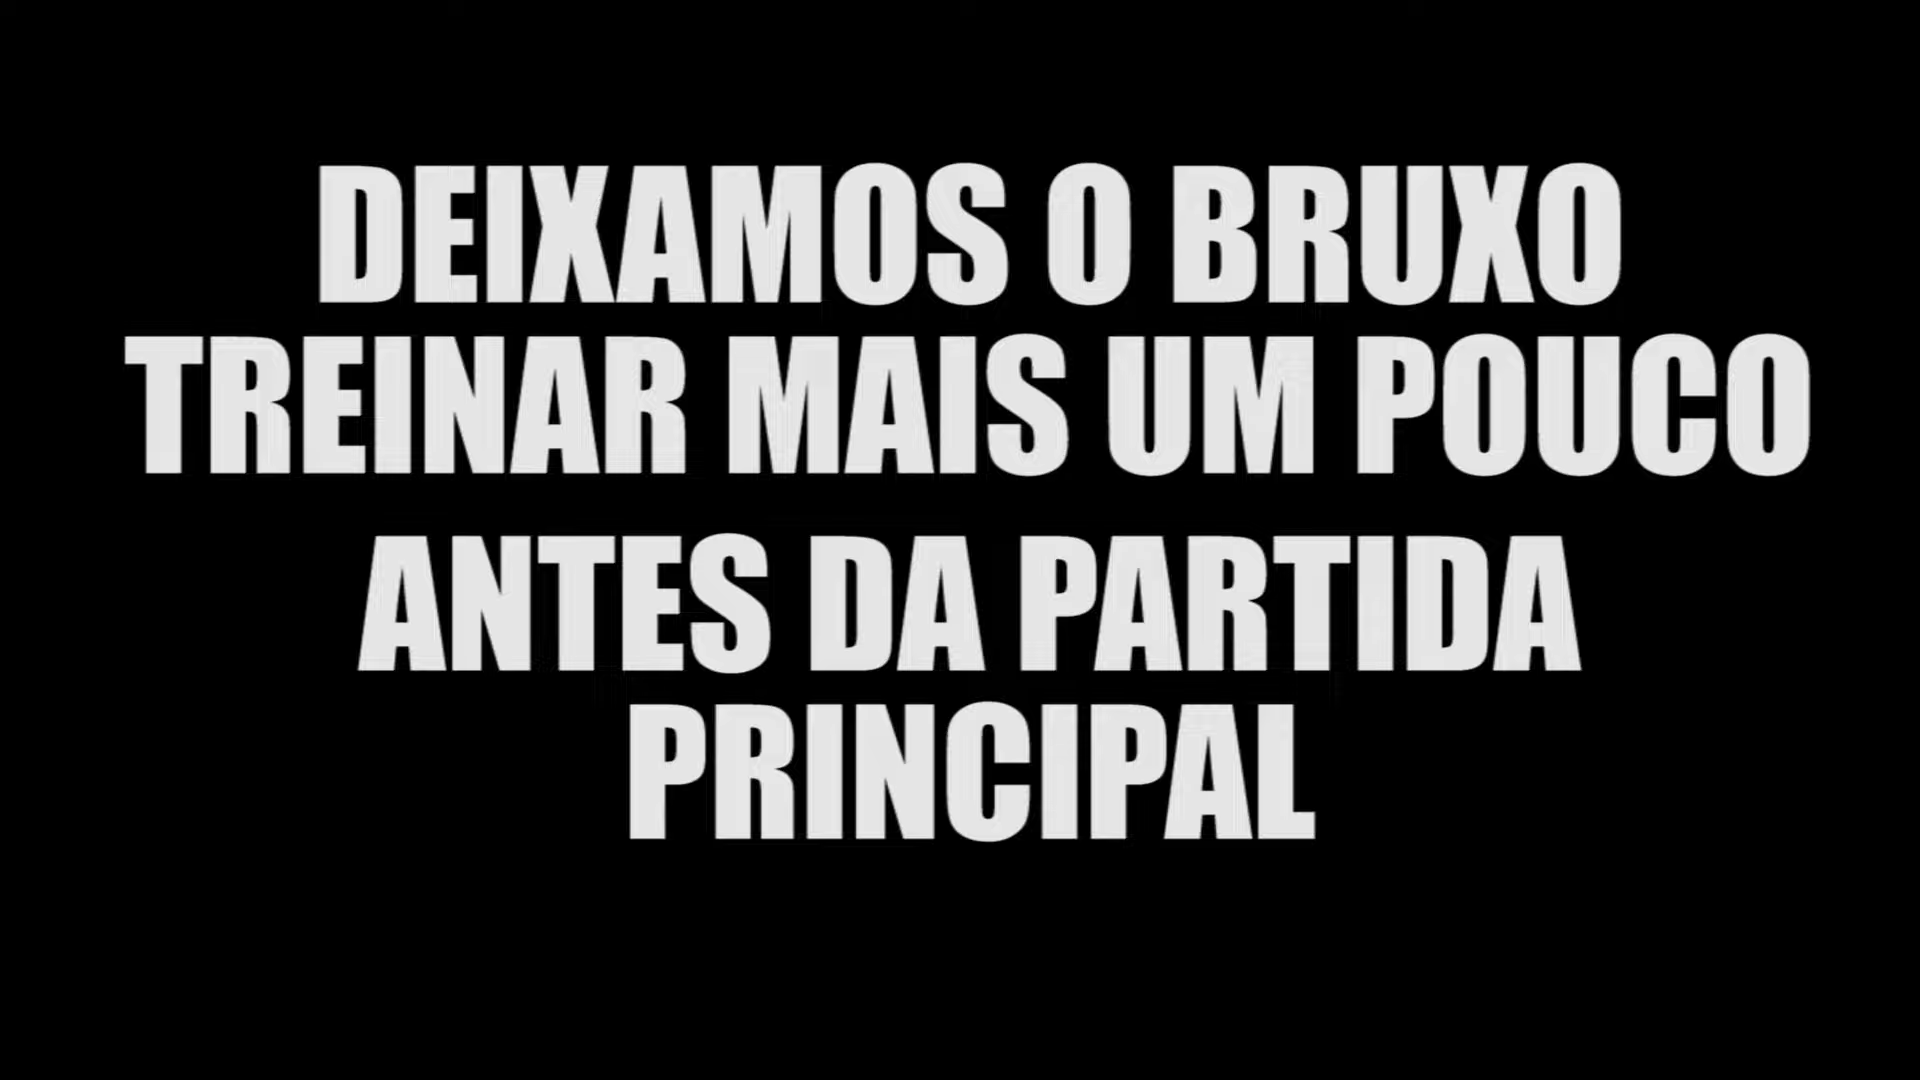 DEIXAMOS O BRUXO
TREINAR MAIS UM POUCO
ANTES DA PARTIDA
PRINCIPAL